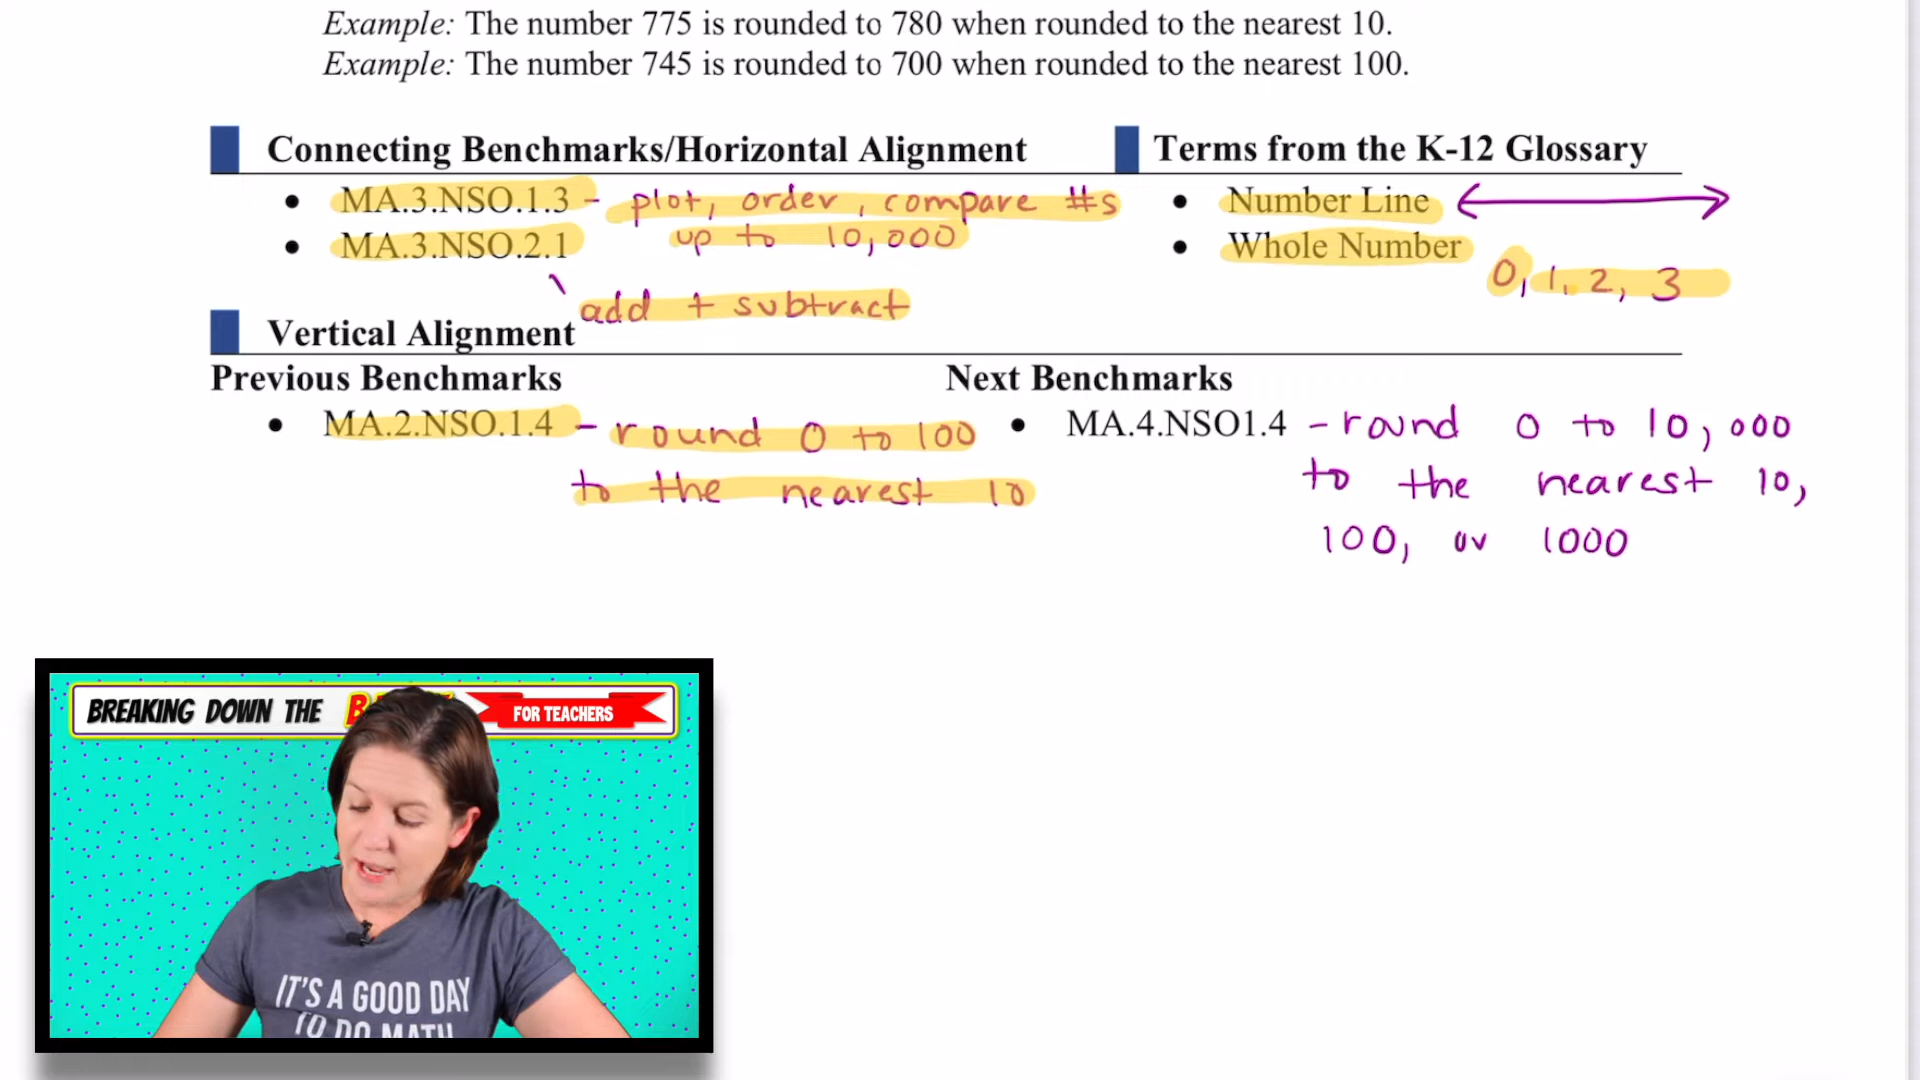 Example: The number 775 is rounded to 780 when rounded to the nearest 10.
Example: The number 745 is rounded to 700 when rounded to the nearest 100.
Connecting Benchmarks/Horizontal Alignment
• MA.3.NSO.1.3 - plot, order, compare #s
up to 10,000
• MA.3.NSO.2.1
add + subtract
Terms from the K-12 Glossary
• Number Line
• Whole Number
0, 1, 2, 3
Vertical Alignment
Previous Benchmarks
• MA.2.NSO.1.4 - round 0 to 100
to the nearest 10
Next Benchmarks
• MA.4.NSO1.4 - round 0 to 10,000
to the nearest 10,
100, or 1000
BREAKING DOWN THE
FOR TEACHERS
IT'S A GOOD DAY
TO DO MATH